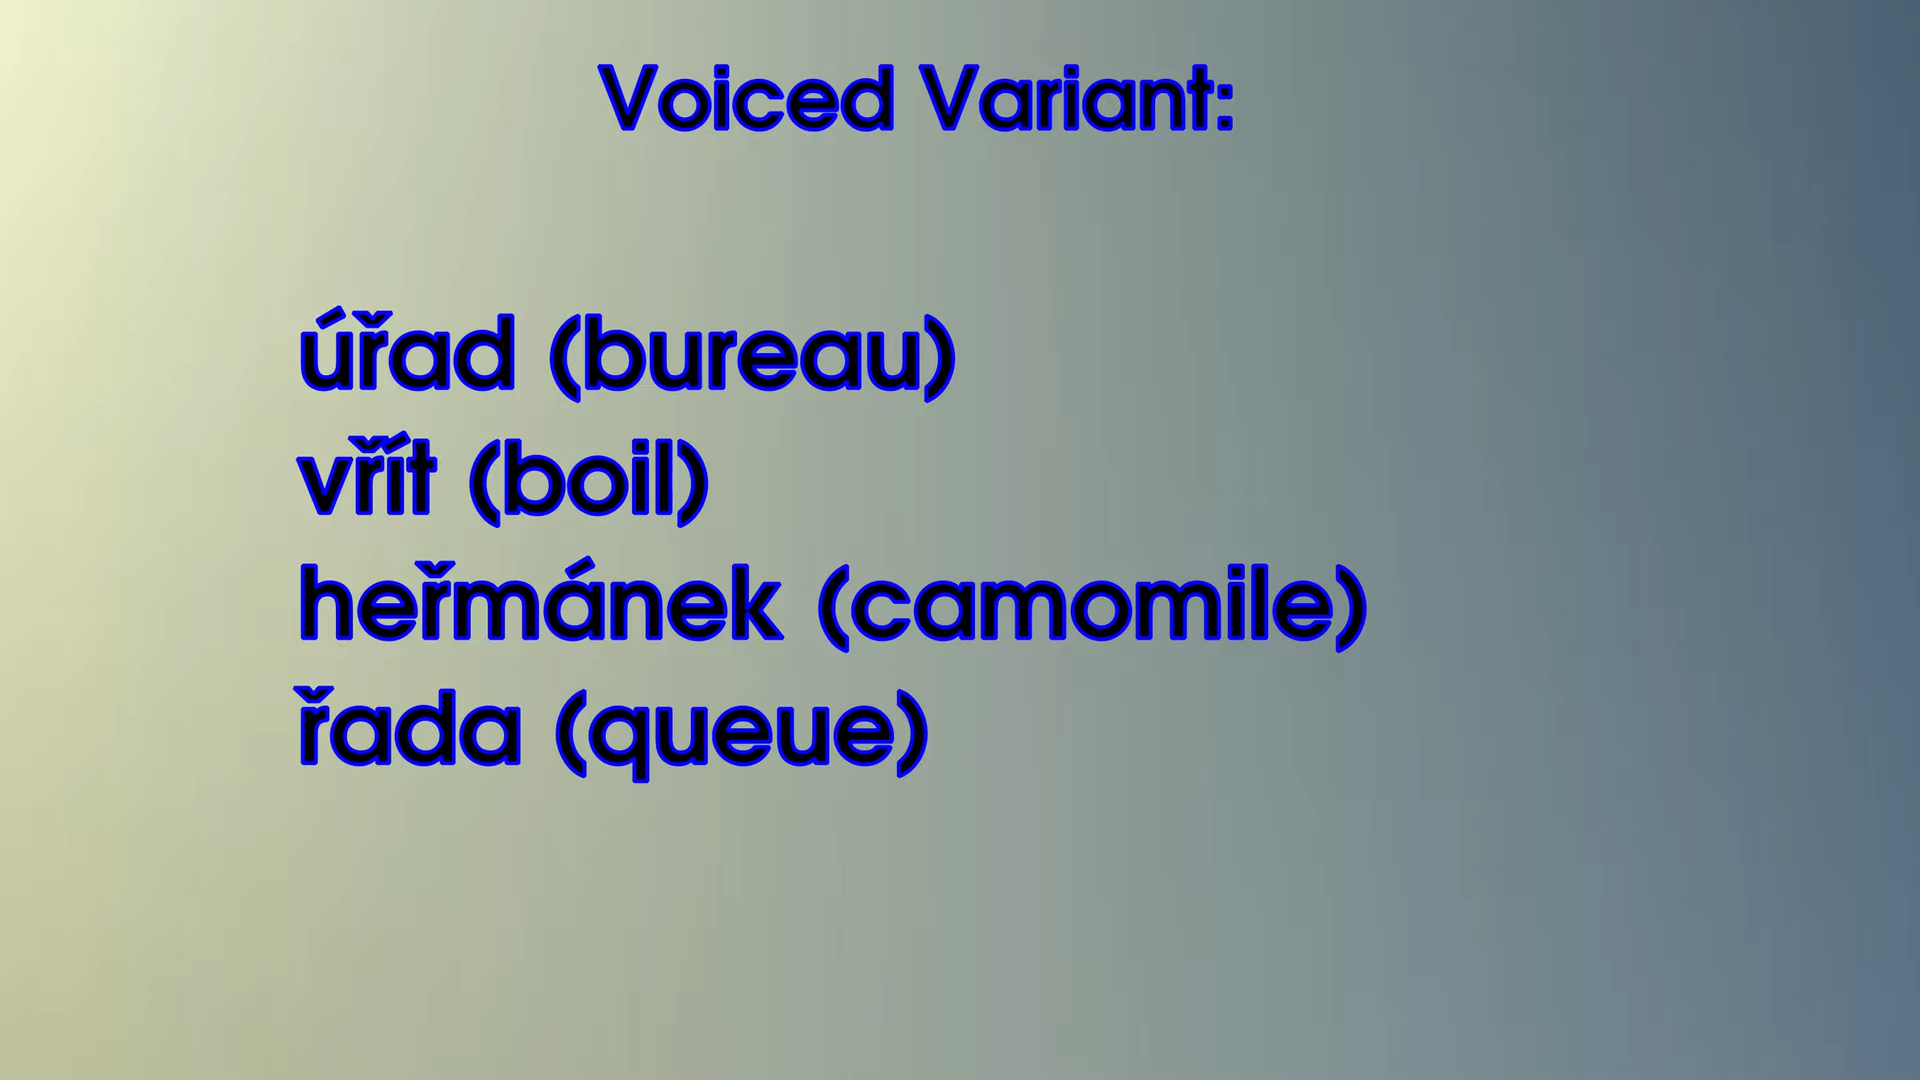 Voiced Variant:
úřad (bureau)
vřít (boil)
heřmánek (camomile)
řada (queue)